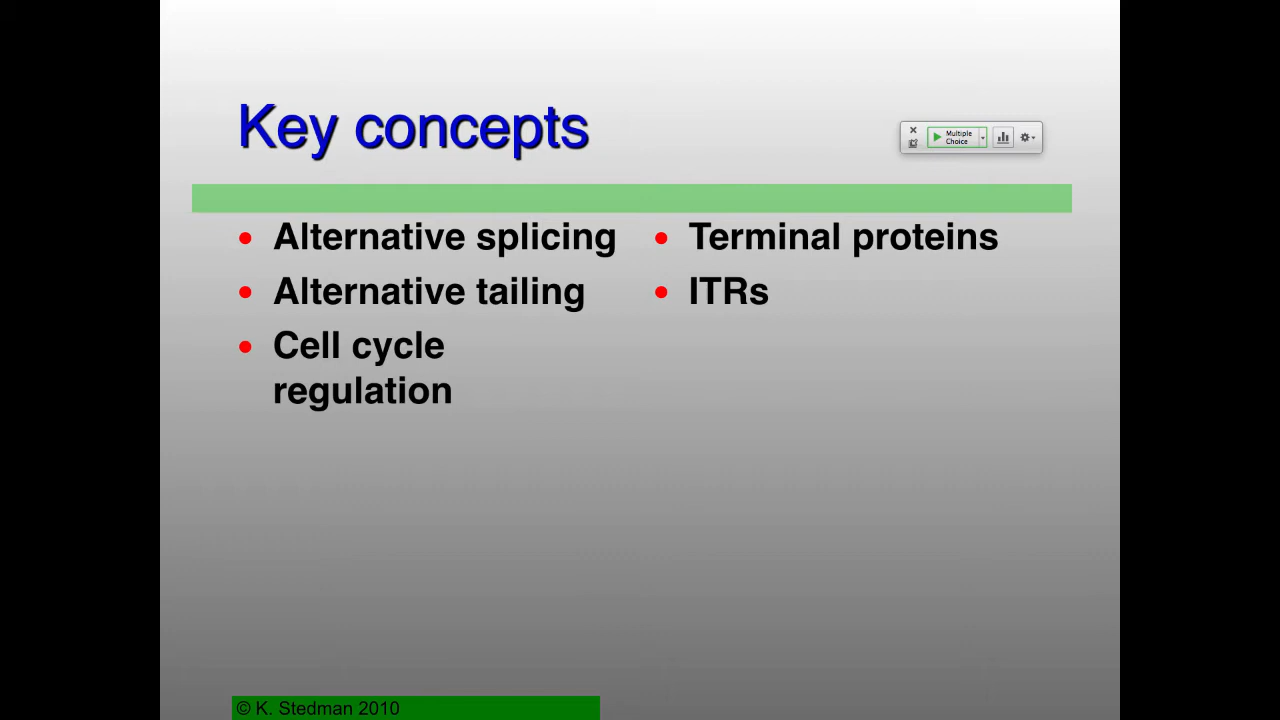 Key concepts
Multiple
Choice
• Alternative splicing
• Alternative tailing
• Cell cycle
regulation
• Terminal proteins
• ITRs
© K. Stedman 2010